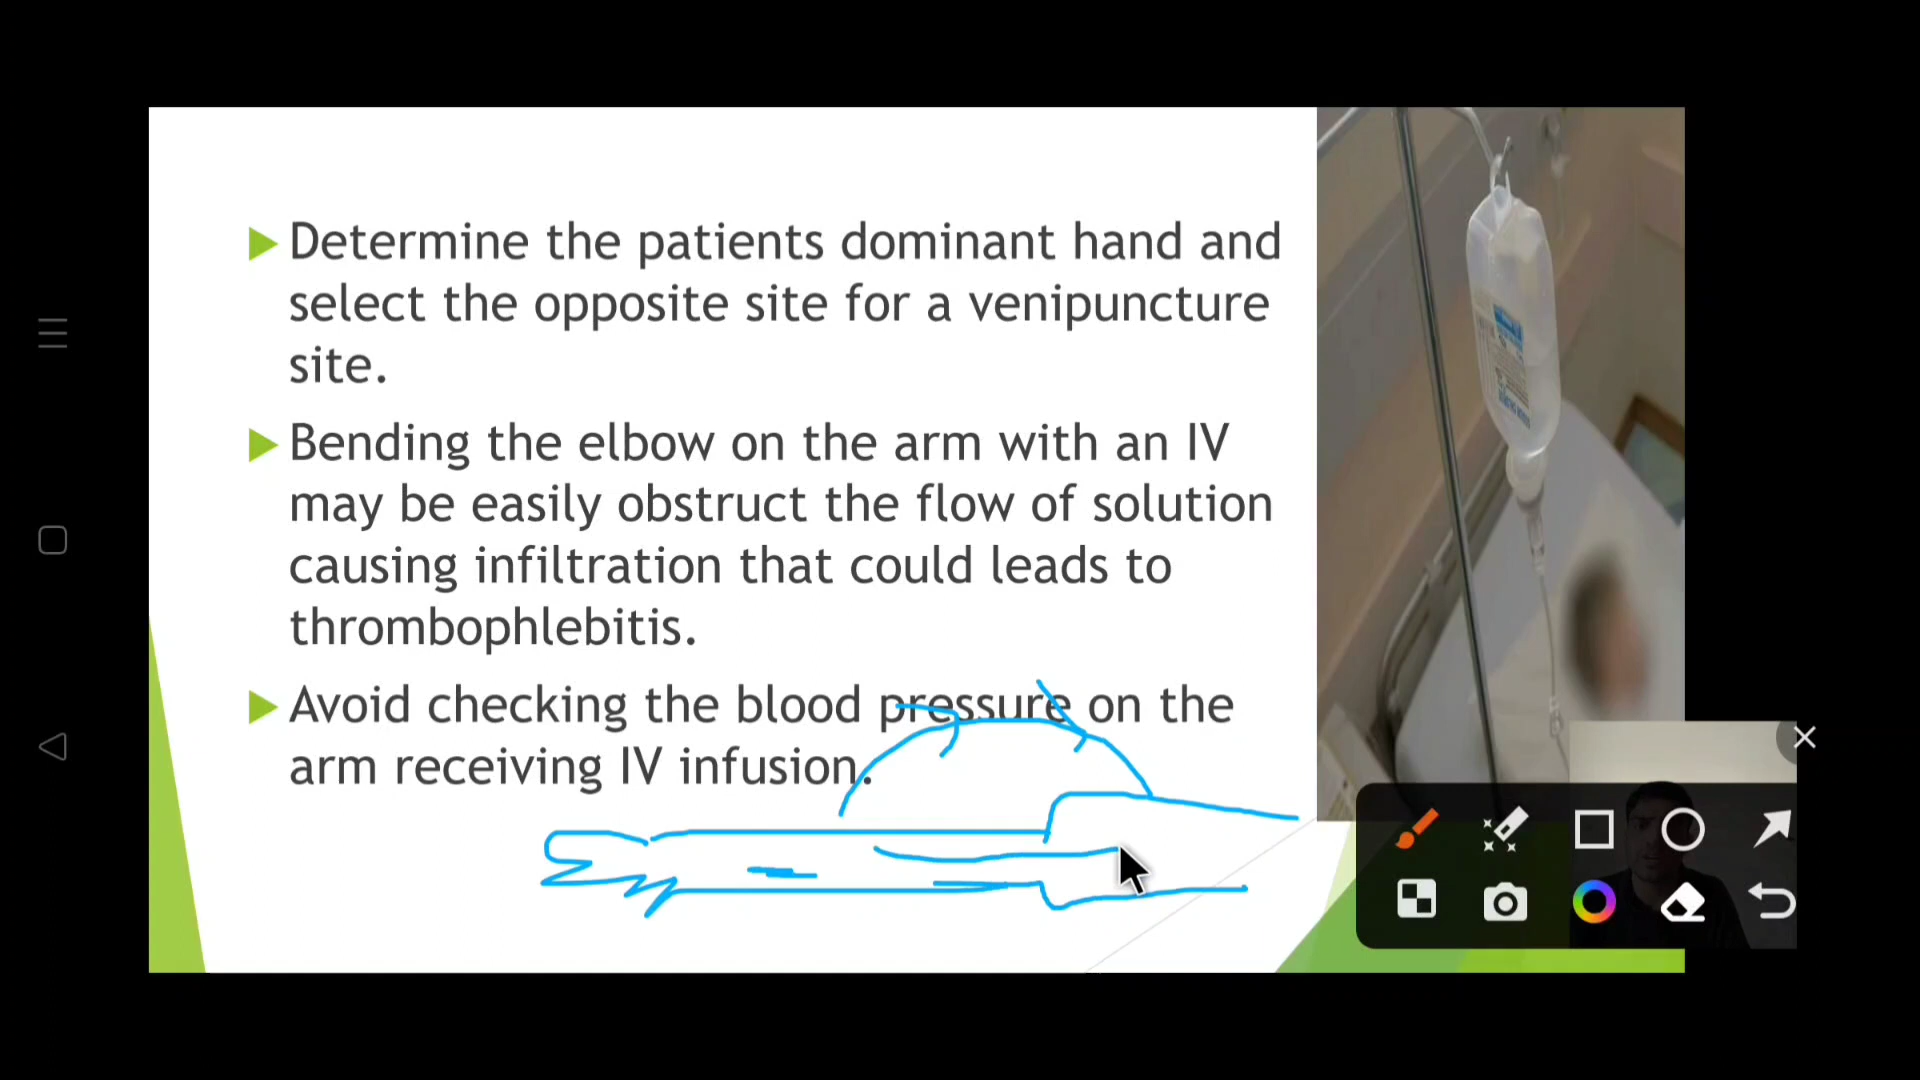 Determine the patients dominant hand and
select the opposite site for a venipuncture
site.
Bending the elbow on the arm with an IV
may be easily obstruct the flow of solution
causing infiltration that could leads to
thrombophlebitis.
Avoid checking the blood pressure on the
arm receiving IV infusion.